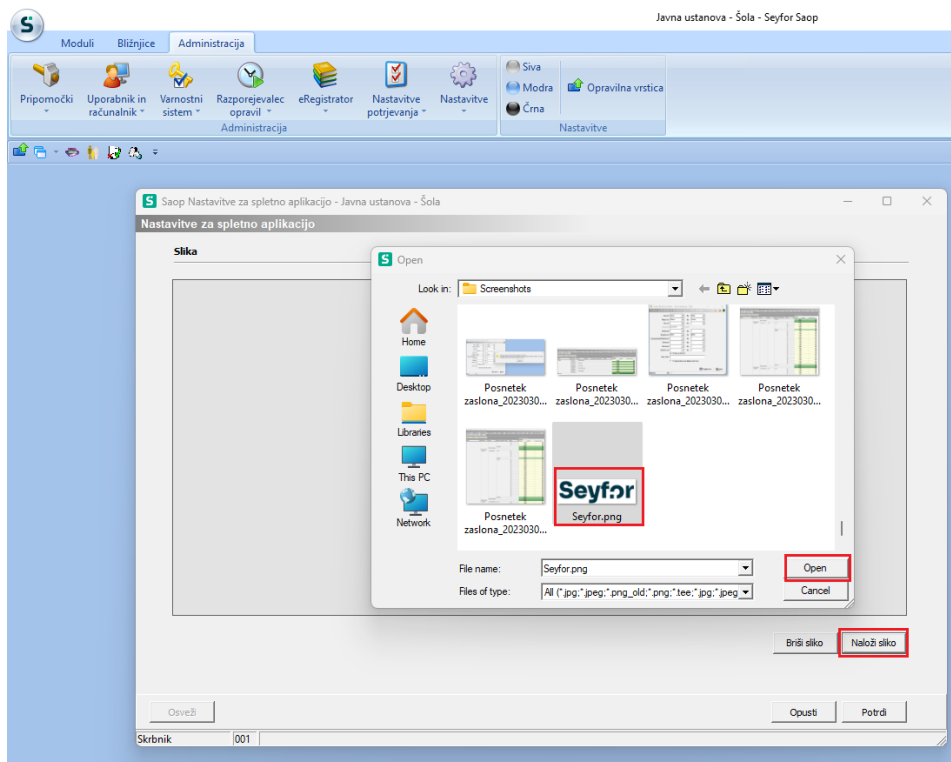 Javna ustanova - Šola - Seyfor Saop
Moduli Bližnjice Administracija
Pripomočki
Uporabnik in računalnik
Varnostni sistem
Razporejevalec opravil
eRegistrator
Nastavitve potrjevanja
Nastavitve
Siva
Modra
Črna
Opravilna vrstica
Administracija
Nastavitve
Saop Nastavitve za spletno aplikacijo - Javna ustanova - Šola
Nastavitve za spletno aplikacijo
Slika
Open
Look in: Screenshots
Home
Desktop
Libraries
This PC
Network
Posnetek zaslona_2023030...
Posnetek zaslona_2023030...
Posnetek zaslona_2023030...
Posnetek zaslona_2023030...
Posnetek zaslona_2023030...
Seyfor
Seyfor.png
File name: Seyfor.png
Open
Files of type: All (*.jpg;*.jpeg;*.png_old;*.png;*.tee;*.jpg;*.jpeg
Cancel
Briši sliko Naloži sliko
Osveži Opusti Potrdi
Skrbnik 001